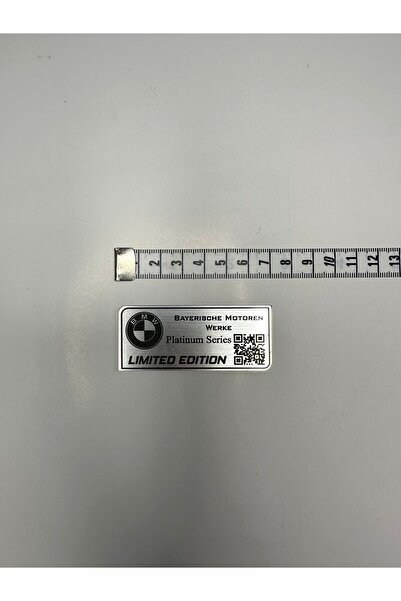 2 3 4 5 6 7 8 9 10 11 12 13
BMW
BAYERISCHE MOTOREN
WERKE
Platinum Series
LIMITED EDITION